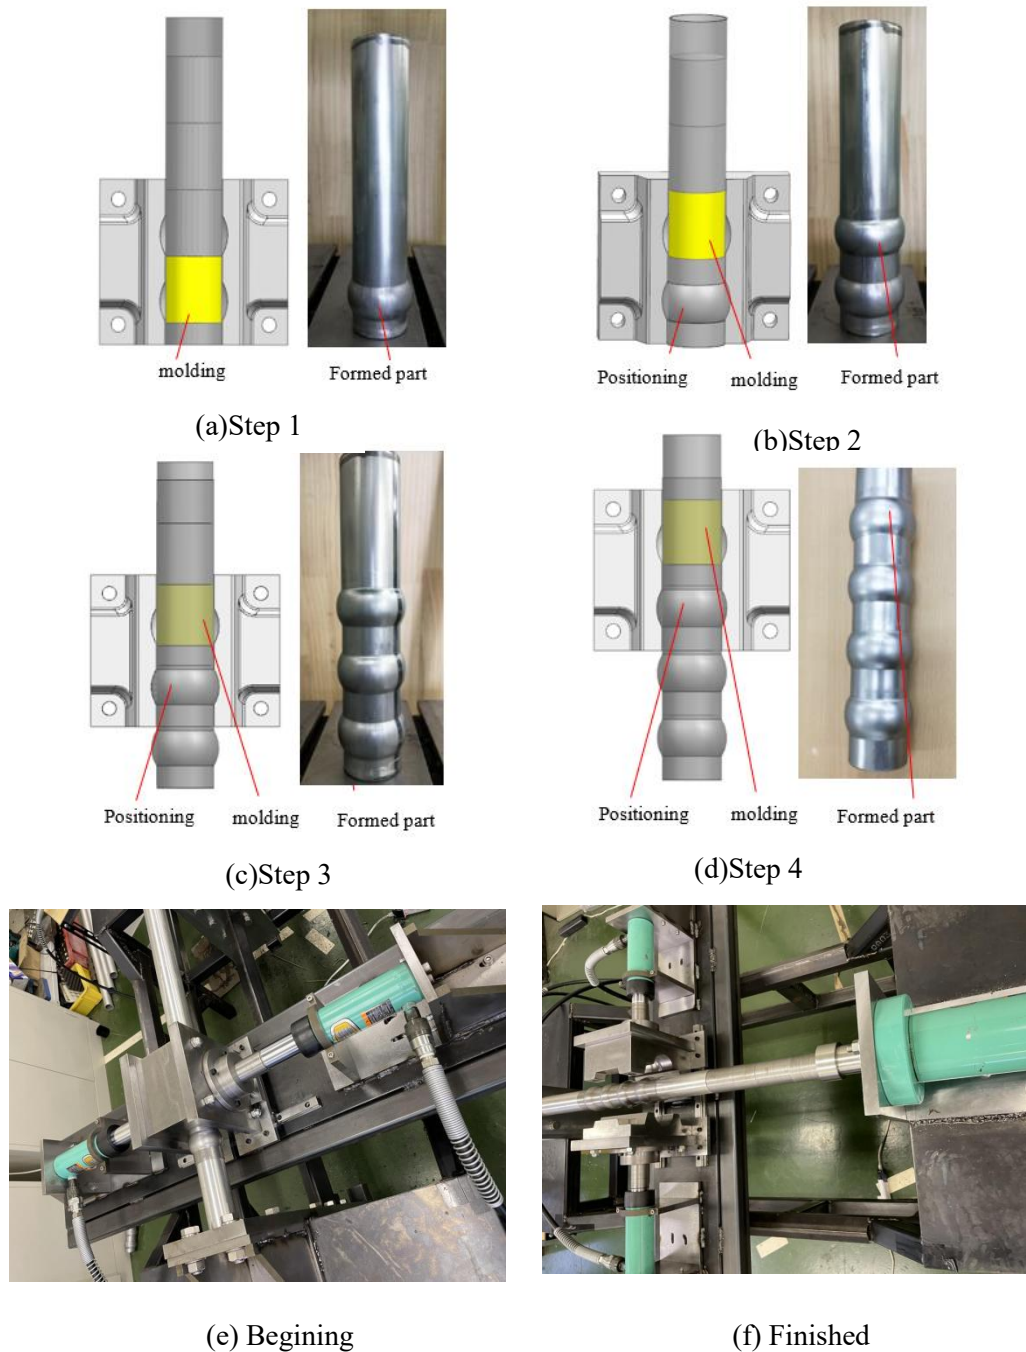 molding
Formed part
(a)Step 1
Positioning
molding
Formed part
(b)Step 2
Positioning
molding
Formed part
(c)Step 3
Positioning
molding
Formed part
(d)Step 4
(e) Begining
(f) Finished